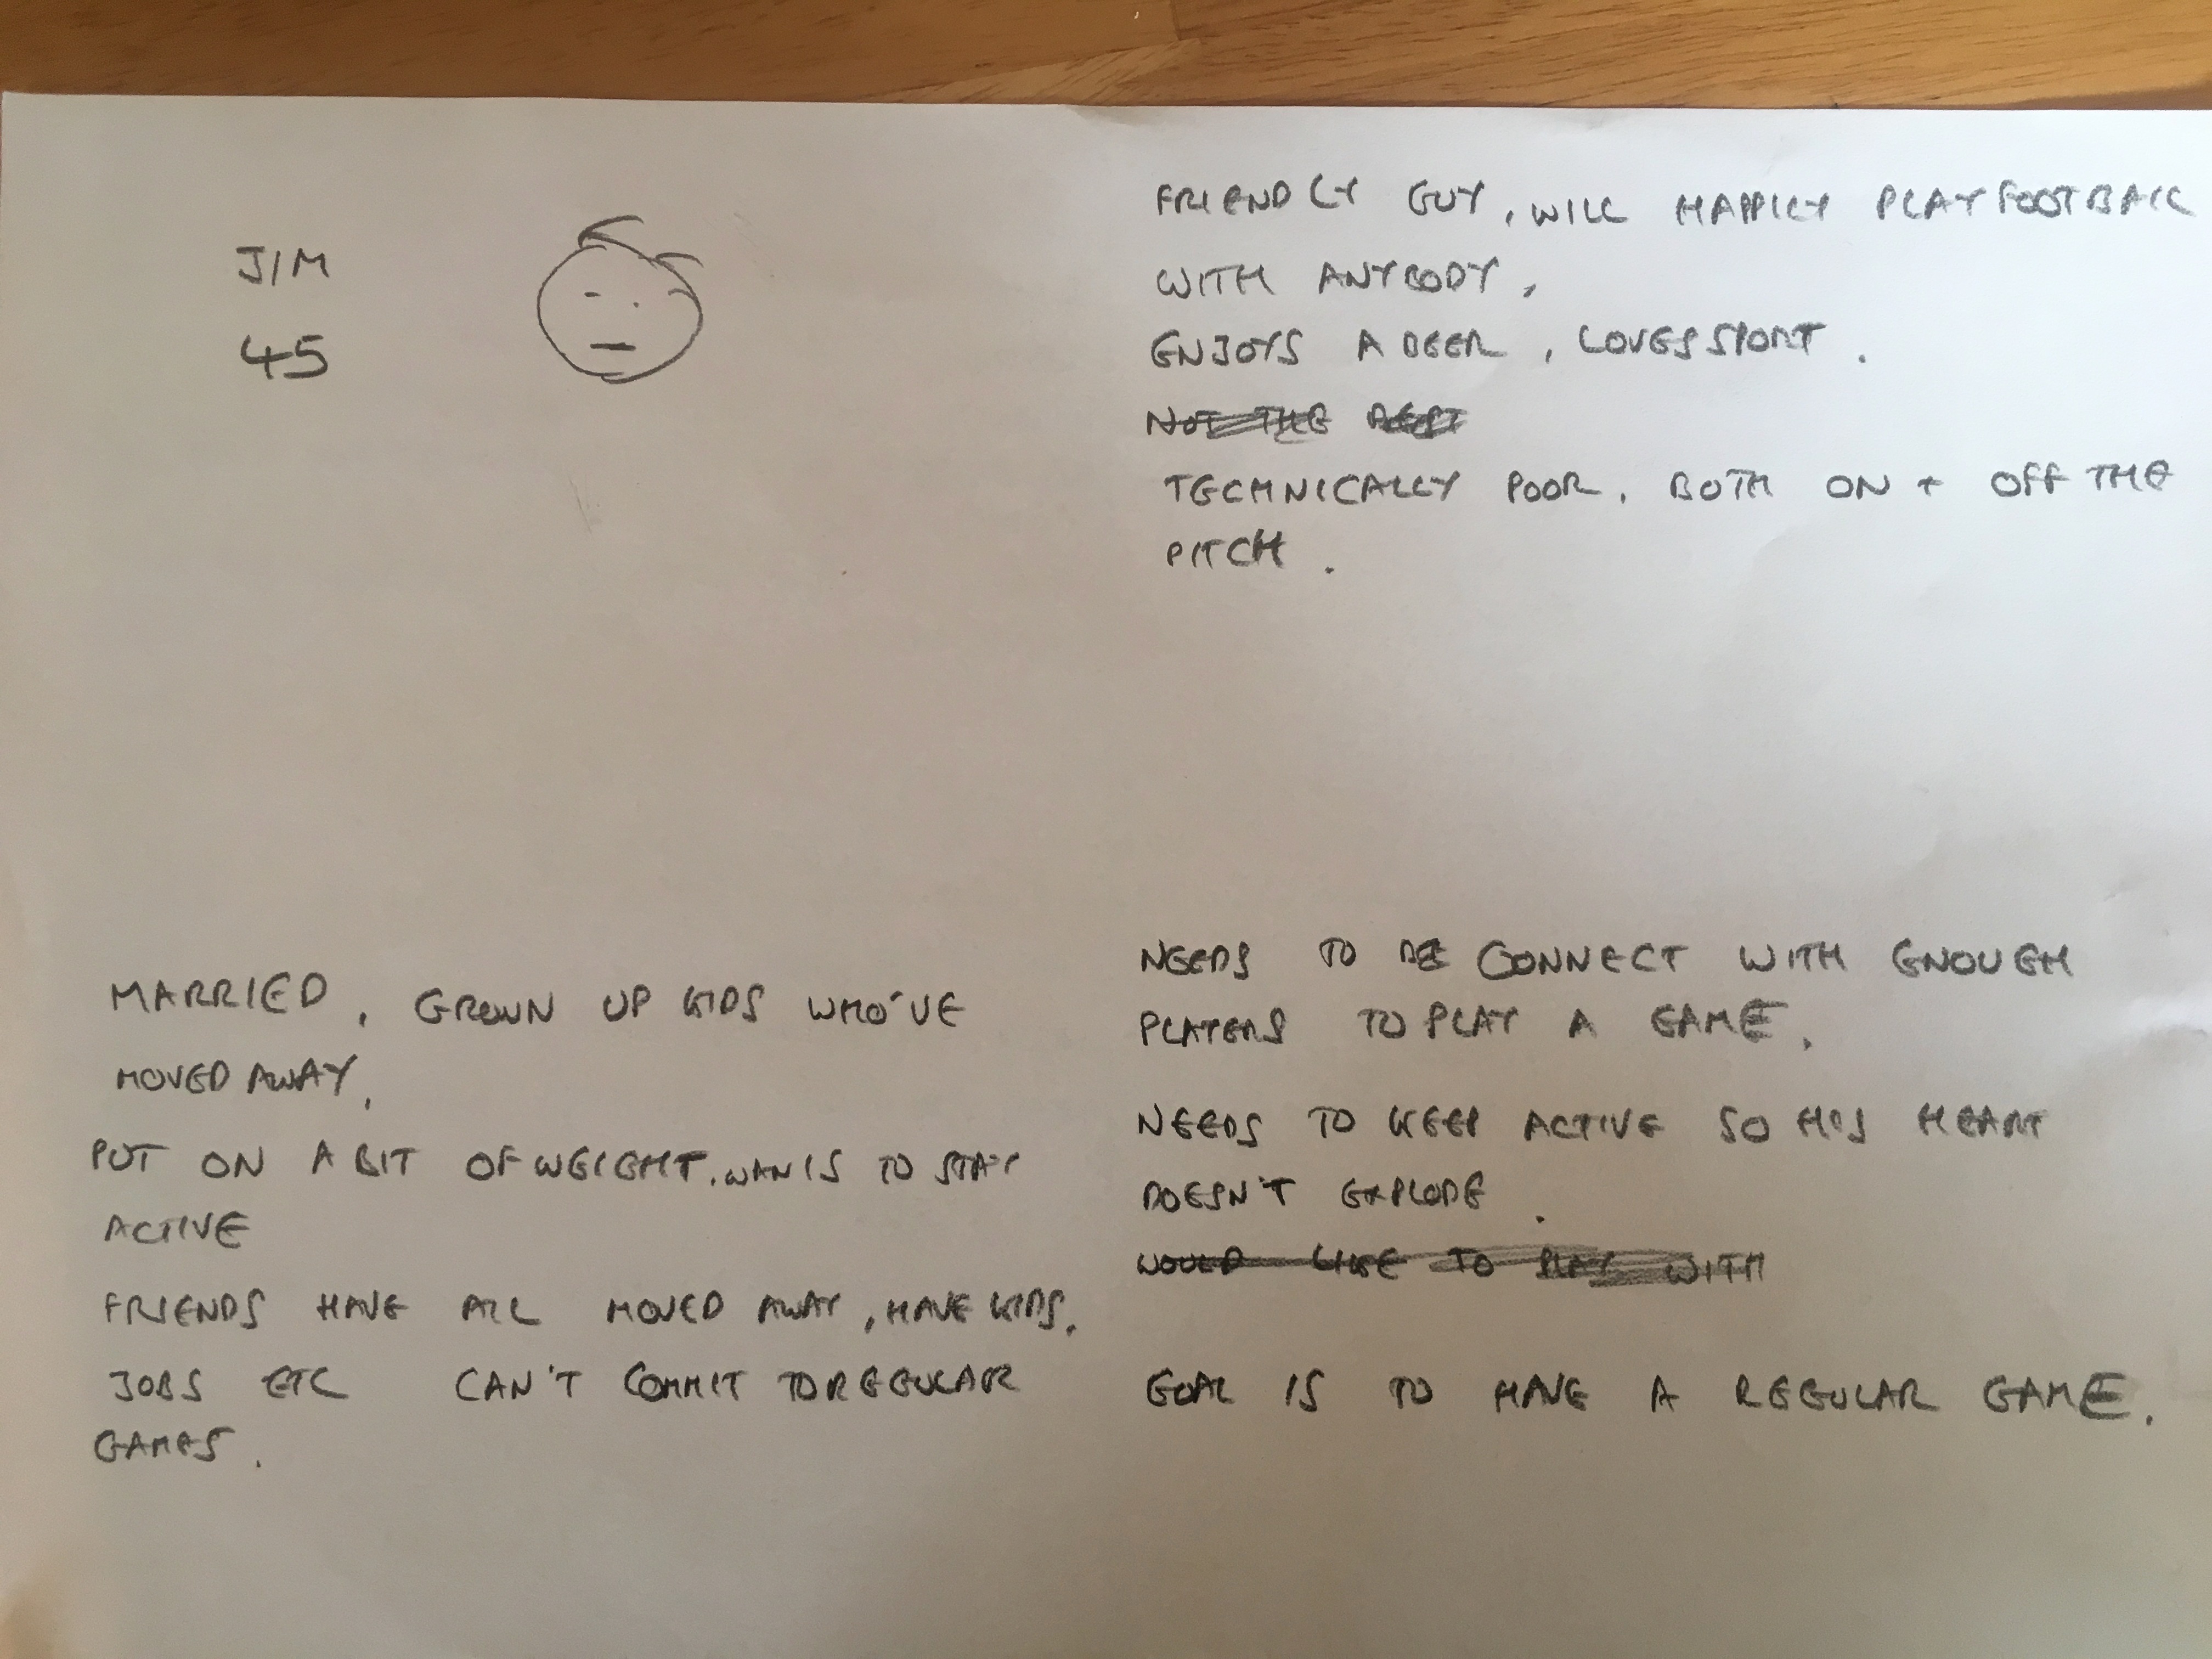 JIM
45
FRIENDLY GUY, WILL HAPPILY PLAY FOOTBALL
WITH ANYBODY,
ENJOYS A BEER, LOVES SPORT.
NOT THE BEST
TECHNICALLY POOR, BOTH ON + OFF THE
PITCH.
MARRIED, GROWN UP KIDS WHO'VE
MOVED AWAY,
PUT ON A BIT OF WEIGHT. WANTS TO STAY
ACTIVE
FRIENDS HAVE ALL MOVED AWAY, HAVE KIDS,
JOBS ETC CAN'T COMMIT TO REGULAR
GAMES.
NEEDS TO BE CONNECT WITH ENOUGH
PLAYERS TO PLAY A GAME.
NEEDS TO KEEP ACTIVE SO HIS HEART
DOESN'T EXPLODE.
WOULD LIKE TO PLAY WITH
GOAL IS TO HAVE A REGULAR GAME.